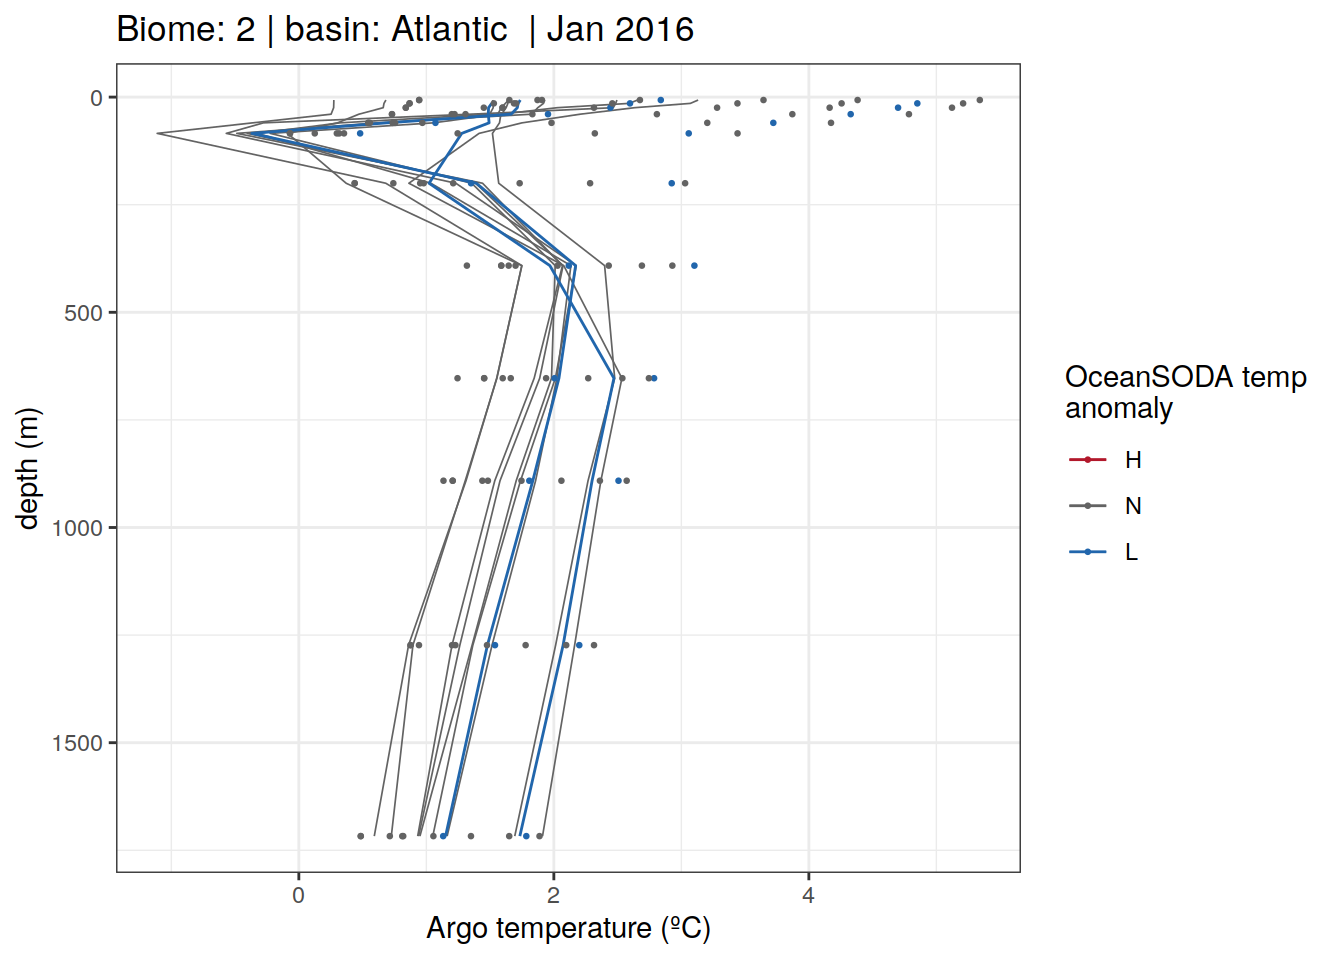 Biome: 2 | basin: Atlantic  | Jan 2016
0
500
1000
1500
depth (m)
0
2
4
Argo temperature (ºC)
OceanSODA temp
anomaly
H
N
L